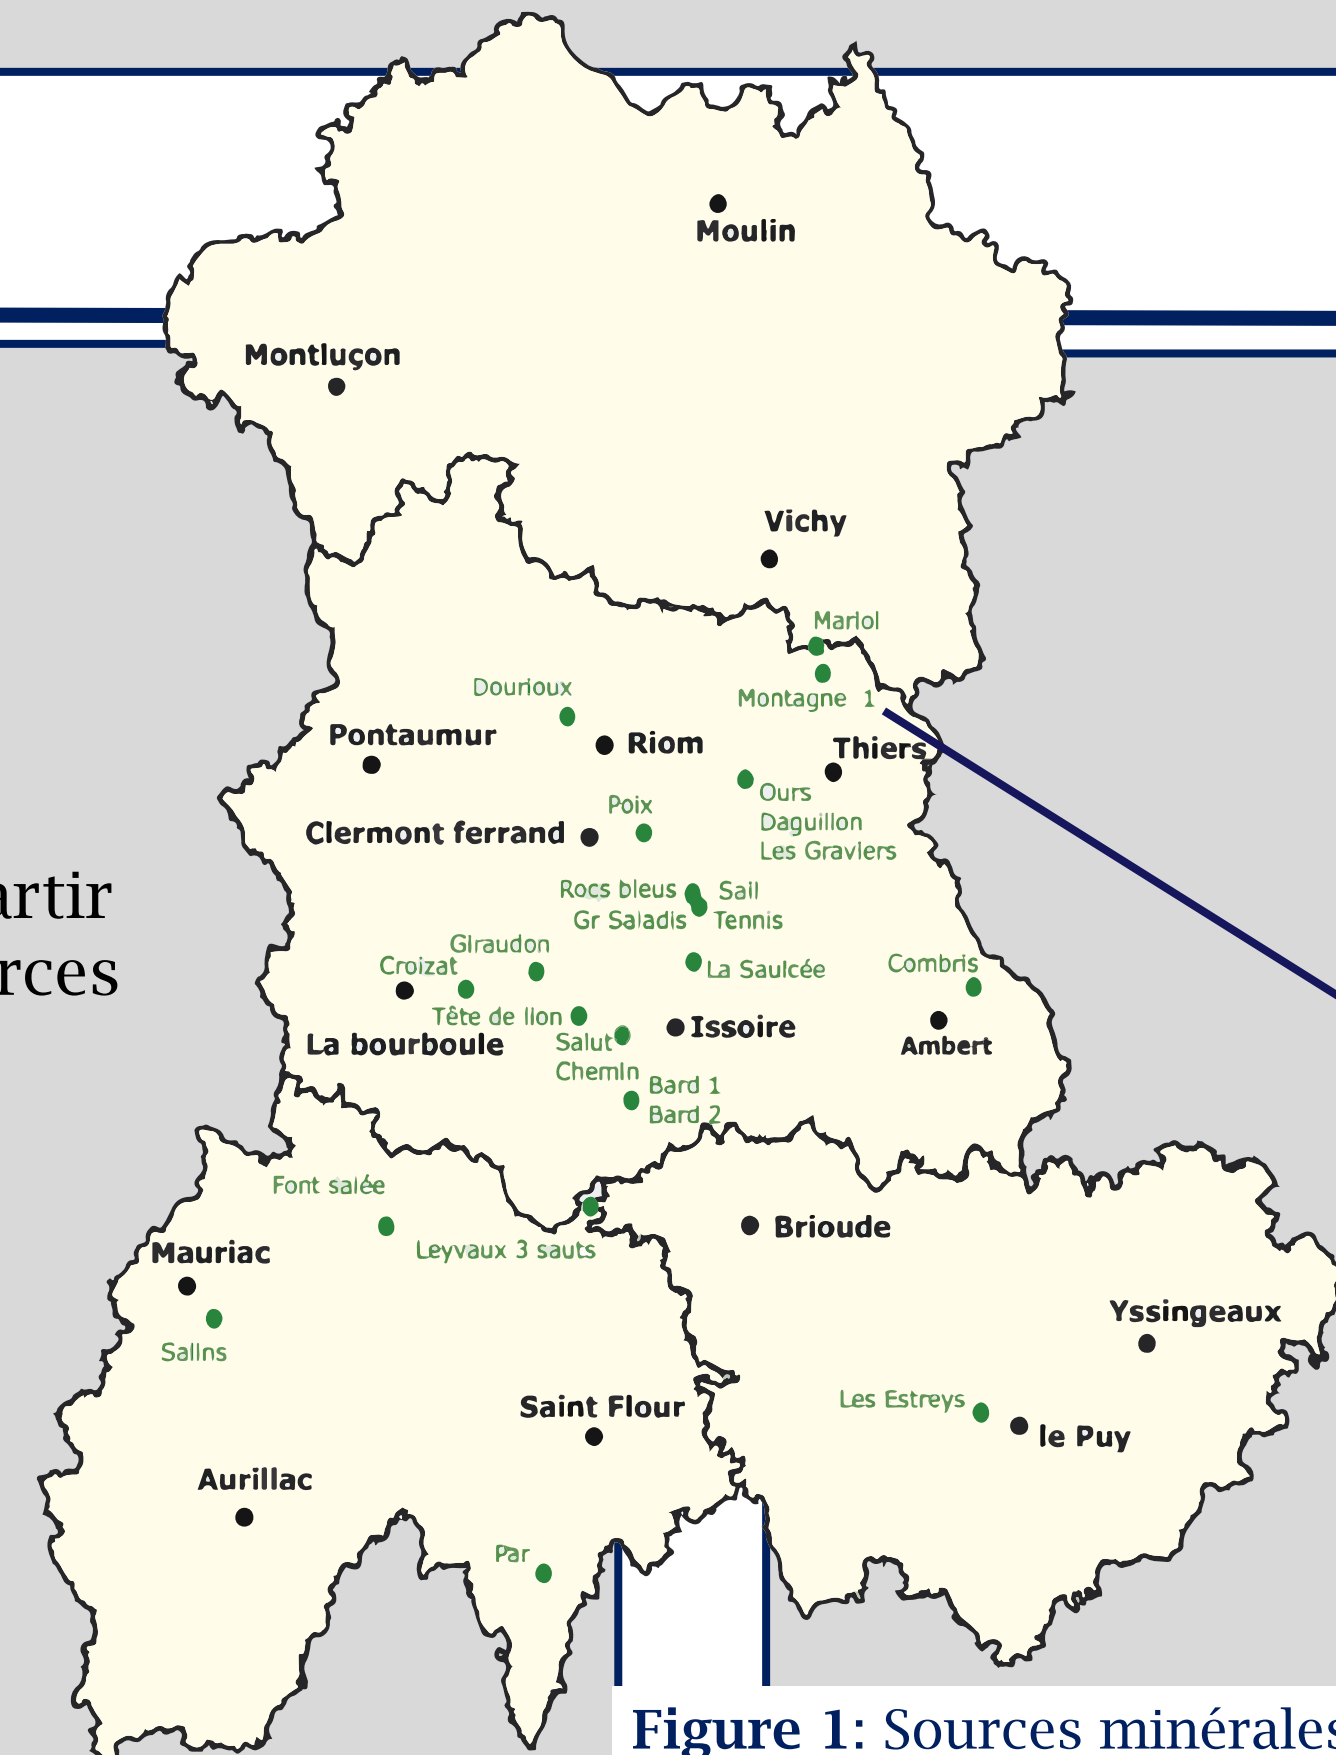 Moulin
Montluçon
Vichy
Mariol
Montagne 1
Dourioux
Pontaumur
Riom
Thiers
Ours
Daguillon
Les Graviers
Poix
Clermont ferrand
Rocs bleus
Sail
Gr Saladis
Tennis
artir
rces
Giraudon
Croizat
La Saulcée
Combris
Tête de lion
Issoire
Ambert
La bourboule
Salut
Chemin
Bard 1
Bard 2
Font salée
Leyvaux 3 sauts
Brioude
Mauriac
Salins
Yssingeaux
Les Estreys
le Puy
Saint Flour
Aurillac
Par
Figure 1: Sources minérales